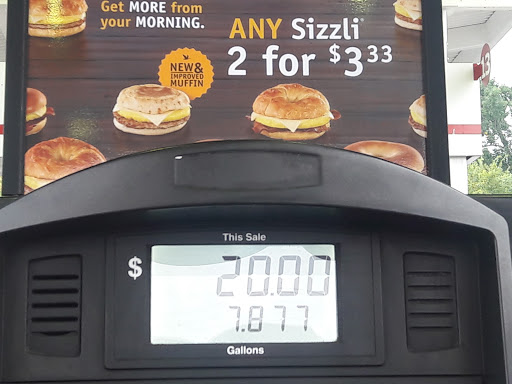 Get MORE from
your MORNING.
ANY Sizzli®
2 for $3 33
NEW &
IMPROVED
MUFFIN
13
This Sale
$ 20.00
7.877
Gallons